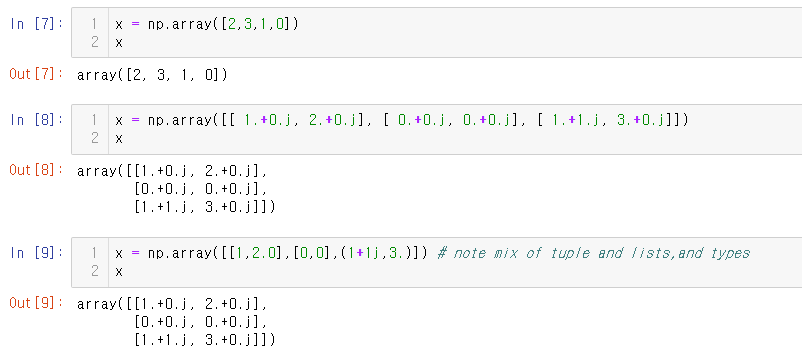 In [7]: 1 x = np.array([2,3,1,0])
2 x
Out[7]: array([2, 3, 1, 0])
In [8]: 1 x = np.array([[ 1.+0.j, 2.+0.j], [ 0.+0.j, 0.+0.j], [ 1.+1.j, 3.+0.j]])
2 x
Out[8]: array([[1.+0.j, 2.+0.j],
[0.+0.j, 0.+0.j],
[1.+1.j, 3.+0.j]])
In [9]: 1 x = np.array([[1,2.0],[0,0],(1+1j,3.)]) # note mix of tuple and lists,and types
2 x
Out[9]: array([[1.+0.j, 2.+0.j],
[0.+0.j, 0.+0.j],
[1.+1.j, 3.+0.j]])